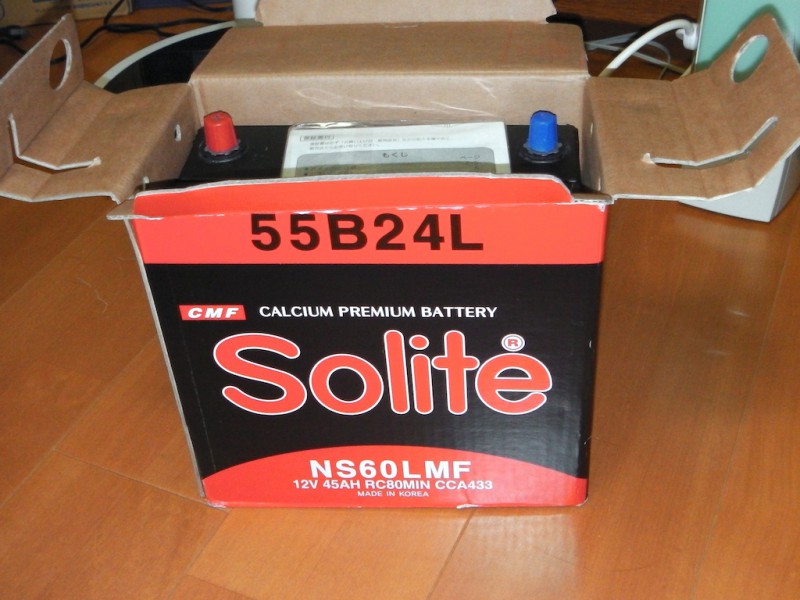 もくじ
55B24L
CMF CALCIUM PREMIUM BATTERY
Solite®
NS60LMF
12V 45AH RC80MIN CCA433
MADE IN KOREA